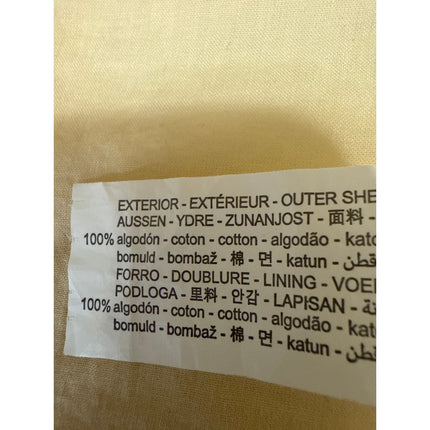 EXTERIOR - EXTÉRIEUR - OUTER SHE
AUSSEN - YDRE - ZUNANJOST - 面料 -
100% algodón - coton - cotton - algodão - kato
bomuld - bombaž - 棉 - 면 - katun - قطن
FORRO - DOUBLURE - LINING - VOE
PODLOGA - 里料 - 안감 - LAPISAN -
100% algodón - coton - cotton - algodão - kat
bomuld - bombaž - 棉 - 면 - katun - قطن